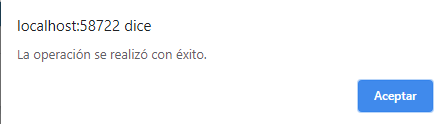 localhost:58722 dice
La operación se realizó con éxito.
Aceptar